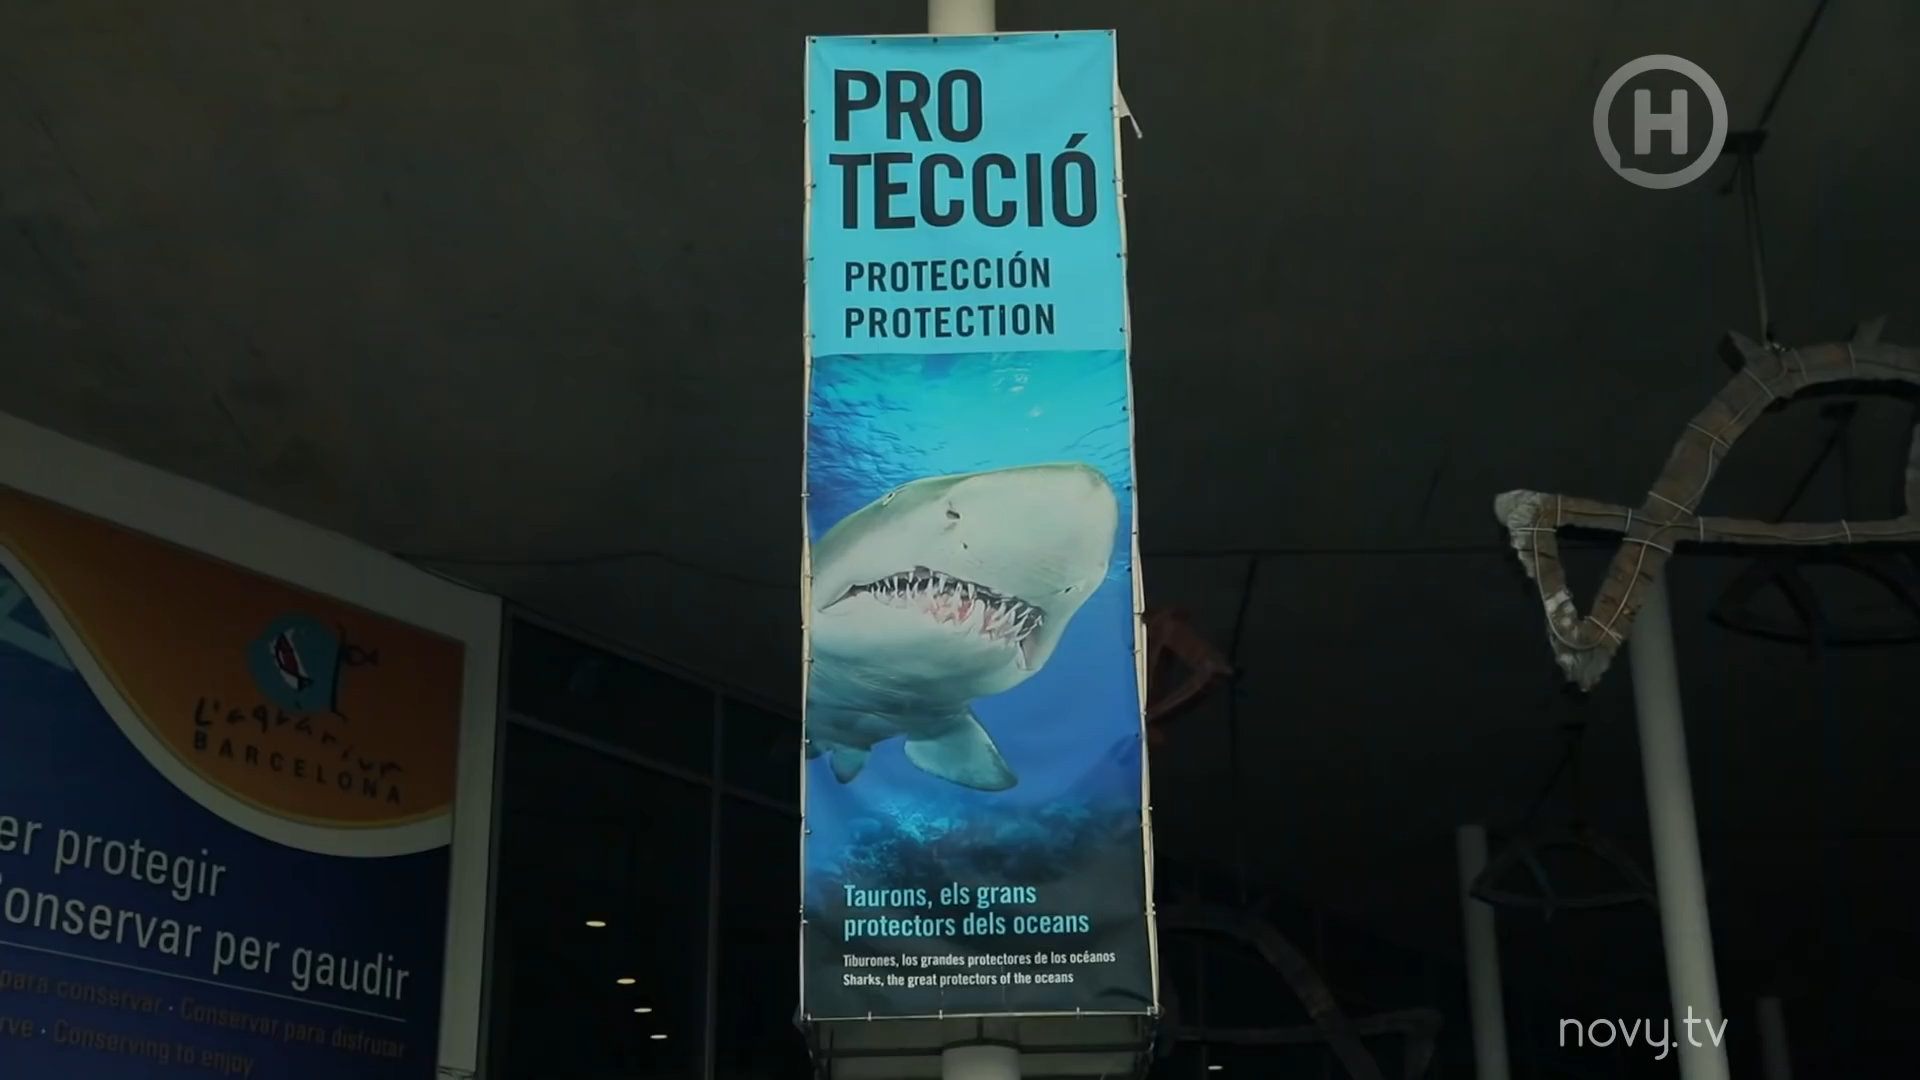 PRO
TECCIÓ
PROTECCIÓN
PROTECTION
Taurons, els grans
protectors dels oceans
Tiburones, los grandes protectores de los océanos
Sharks, the great protectors of the oceans
L'aquàrium
BARCELONA
er protegir
onservar per gaudir
para conservar · Conservar para disfrutar
rve · Conserving to enjoy
H
novy.tv